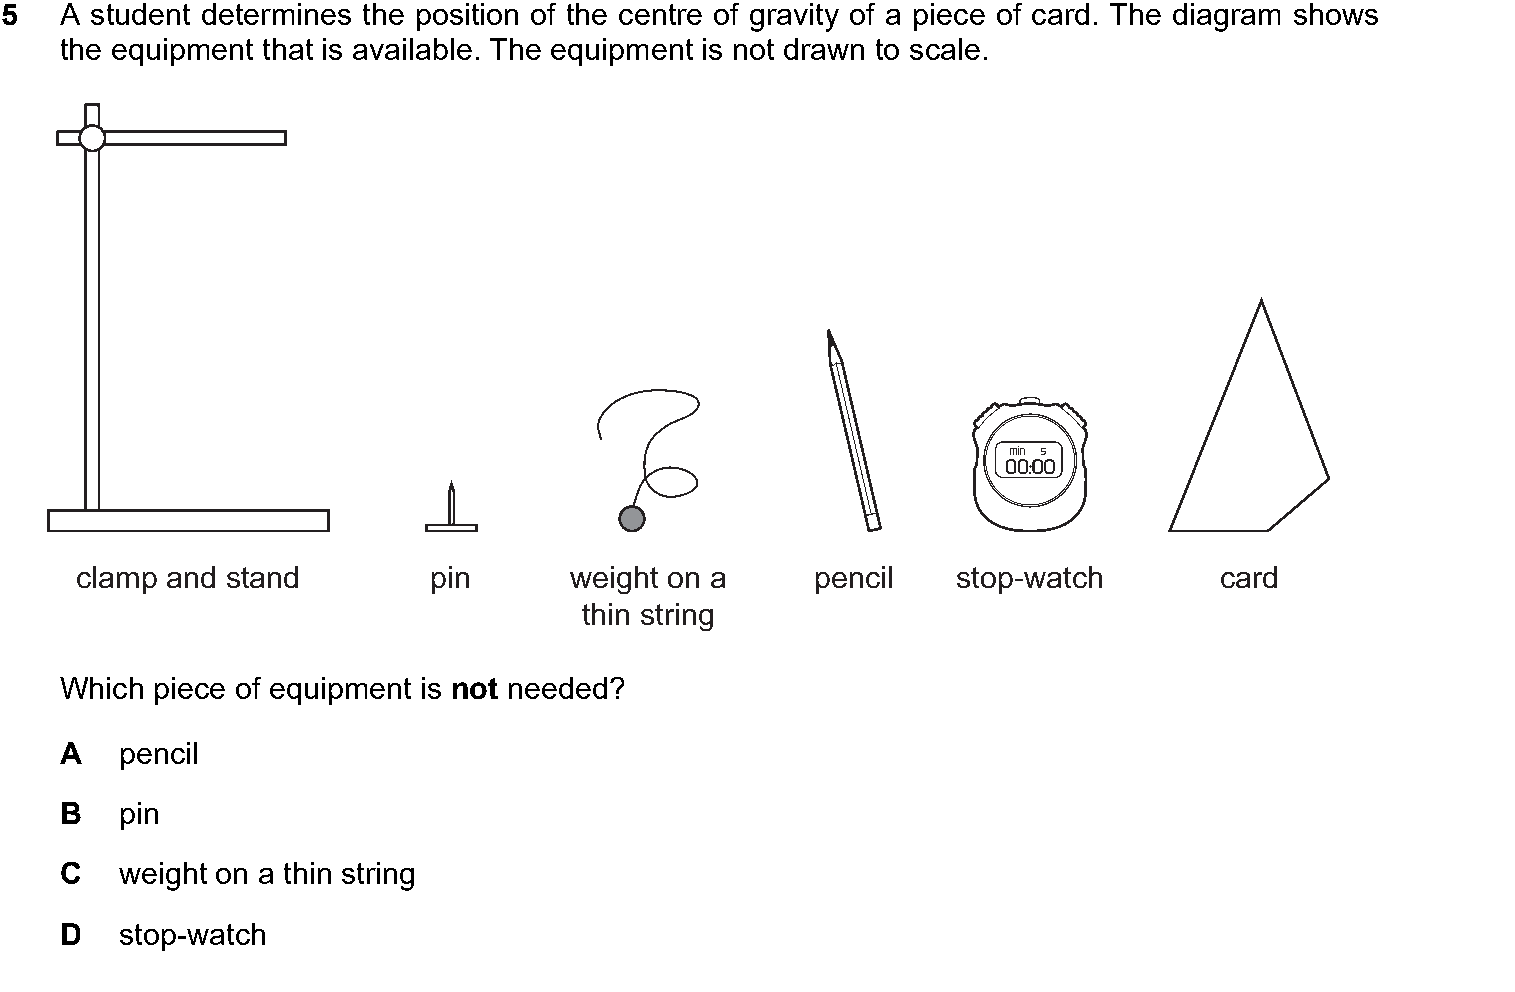 5 A student determines the position of the centre of gravity of a piece of card. The diagram shows
the equipment that is available. The equipment is not drawn to scale.
min s
00:00
clamp and stand pin weight on a thin string pencil stop-watch card
Which piece of equipment is not needed?
A pencil
B pin
C weight on a thin string
D stop-watch